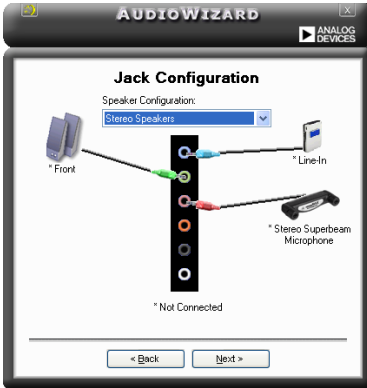 AUDIOWIZARD
X
ANALOG
DEVICES
Jack Configuration
Speaker Configuration:
Stereo Speakers
* Front
* Line-In
* Stereo Superbeam
Microphone
* Not Connected
< Back
Next >